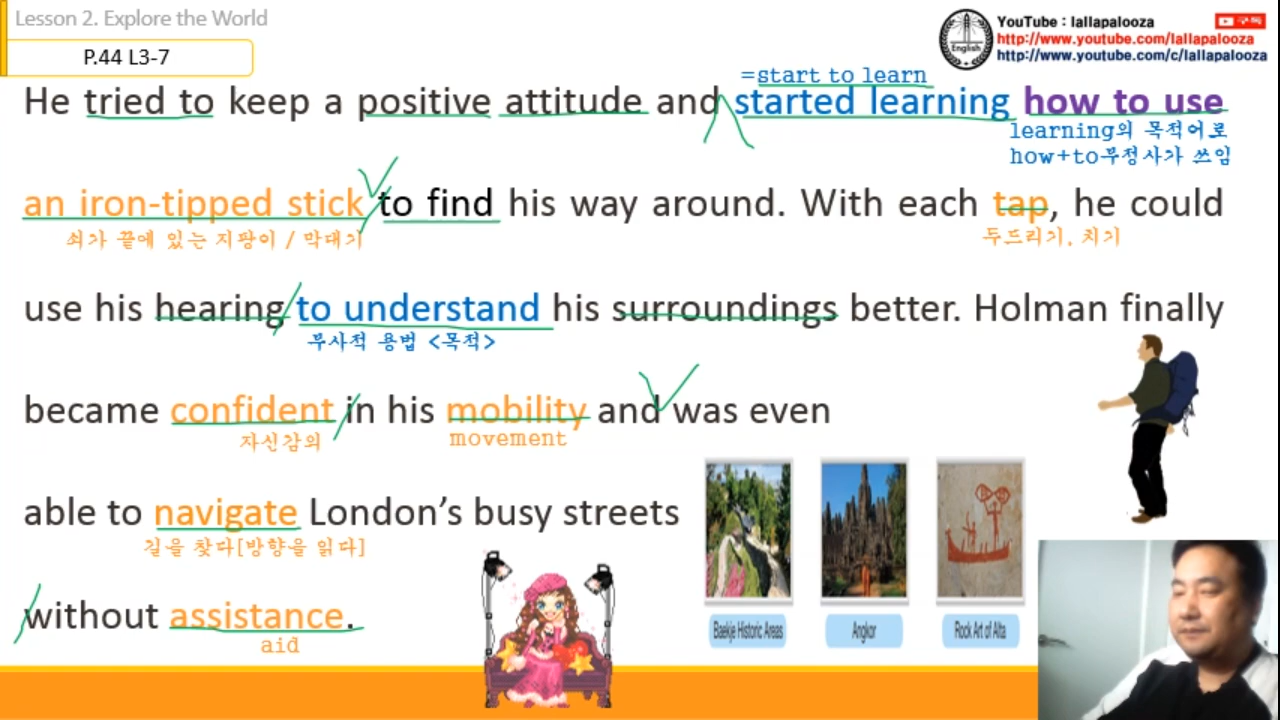 Lesson 2. Explore the World
P.44 L3-7
English
YouTube : lallapalooza
구독
http://www.youtube.com/lallapalooza
http://www.youtube.com/c/lallapalooza
=start to learn
He tried to keep a positive attitude and started learning how to use
learning의 목적어로
how+to부정사가 쓰임
an iron-tipped stick to find his way around. With each tap, he could
쇠가 끝에 있는 지팡이 / 막대기
두드리기, 치기
use his hearing to understand his surroundings better. Holman finally
부사적 용법 <목적>
became confident in his mobility and was even
자신감의
movement
able to navigate London's busy streets
길을 찾다[방향을 읽다]
without assistance.
aid
Baekje Historic Areas
Angkor
Rock Art of Alta